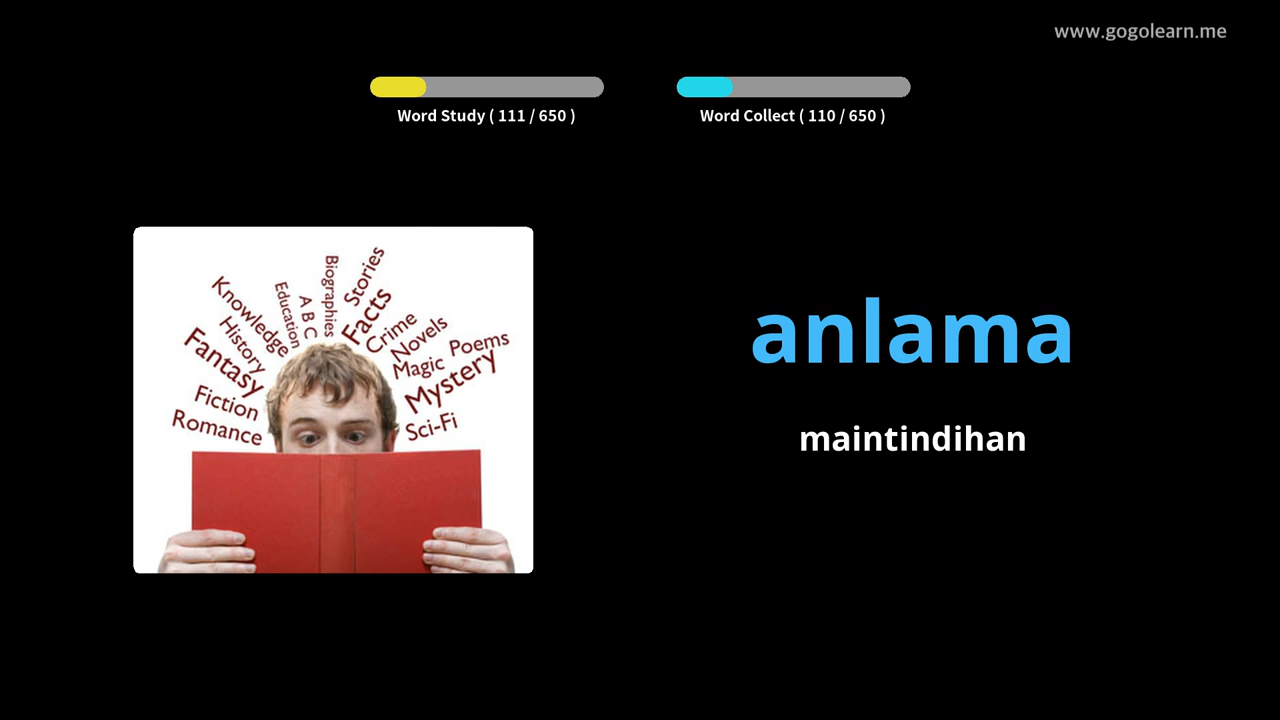 www.gogolearn.me
Word Study ( 111 / 650 )
Word Collect ( 110 / 650 )
Knowledge
Education
A B C
Biographies
Stories
Facts
Crime
Novels
Poems
History
Magic
Fantasy
Mystery
Fiction
Sci-Fi
Romance
anlama
maintindihan